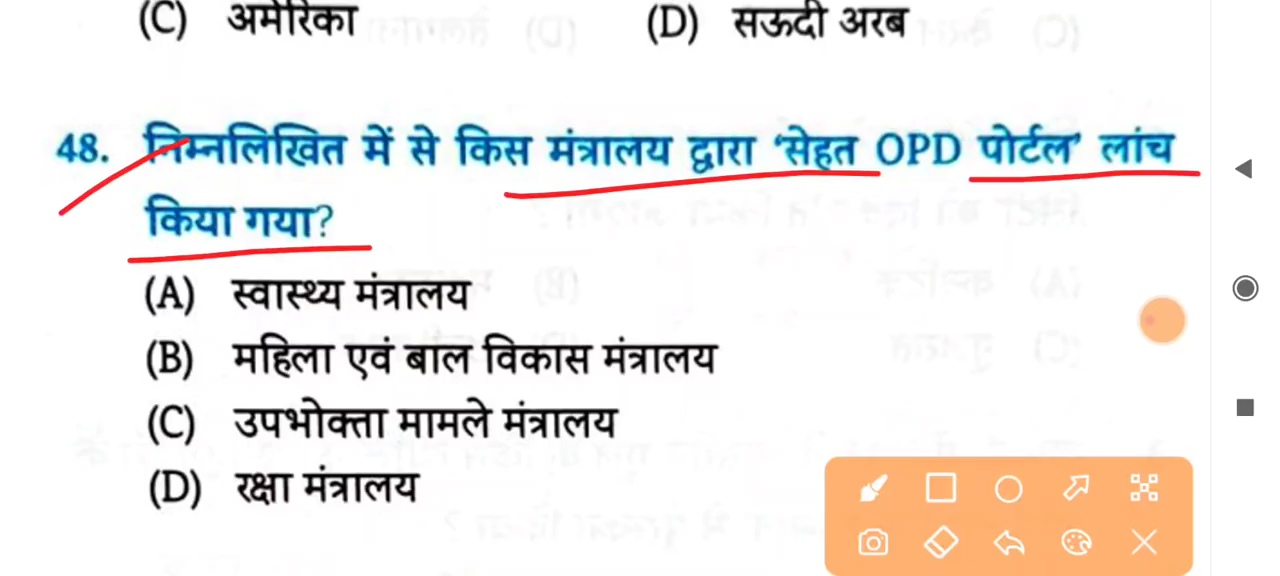 (C) अमेरिका (D) सऊदी अरब
48. निम्नलिखित में से किस मंत्रालय द्वारा ‘सेहत OPD पोर्टल’ लांच
किया गया?
(A) स्वास्थ्य मंत्रालय
(B) महिला एवं बाल विकास मंत्रालय
(C) उपभोक्ता मामले मंत्रालय
(D) रक्षा मंत्रालय